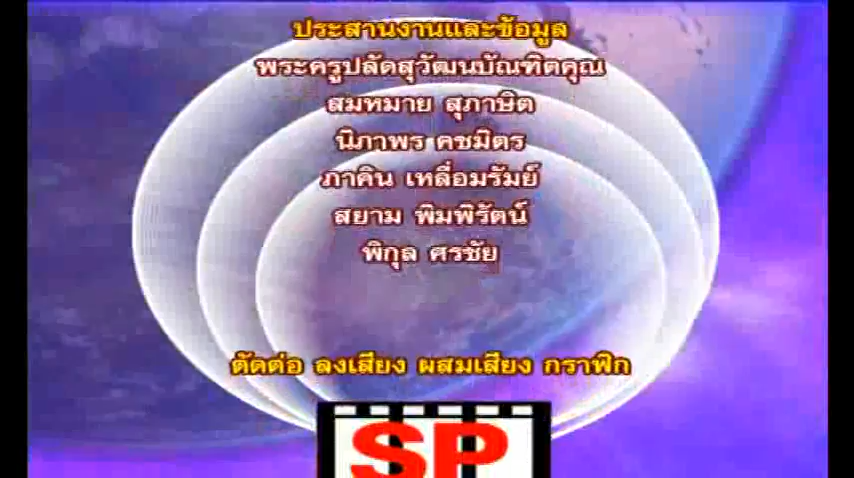 ประสานงานและข้อมูล
พระครูปลัดสุวัฒนบัณฑิตคุณ
สมหมาย สุภาษิต
นิภาพร คชมิตร
ภาคิน เหลื่อมรัมย์
สยาม พิมพิรัตน์
พิกุล ศรชัย
ตัดต่อ ลงเสียง ผสมเสียง กราฟิก
SP